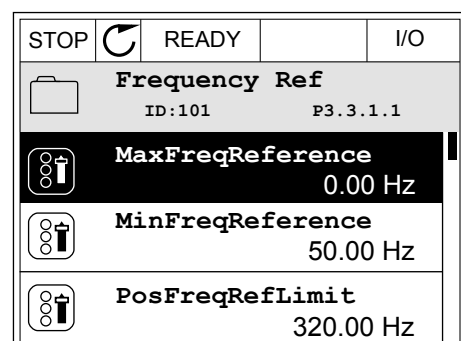 STOP READY I/O
Frequency Ref
ID:101 P3.3.1.1
MaxFreqReference
0.00 Hz
MinFreqReference
50.00 Hz
PosFreqRefLimit
320.00 Hz